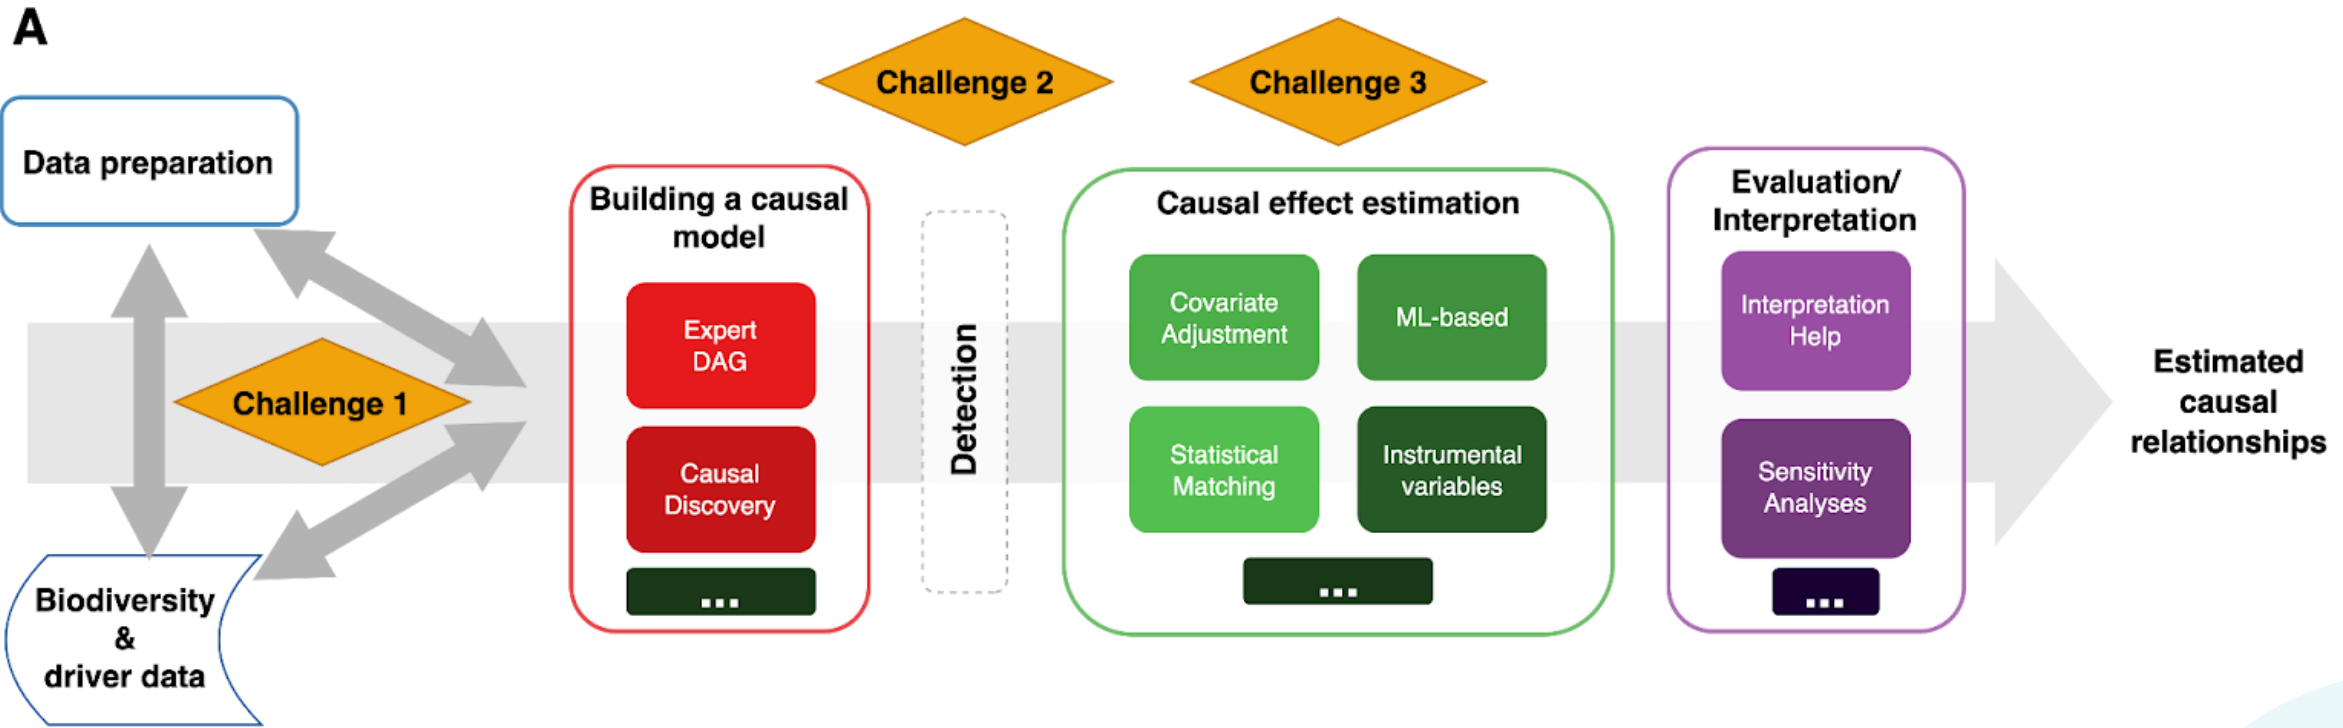 A
Data preparation
Challenge 1
Biodiversity
&
driver data
Building a causal
model
Expert
DAG
Causal
Discovery
...
Challenge 2
Detection
Challenge 3
Causal effect estimation
Covariate
Adjustment
ML-based
Statistical
Matching
Instrumental
variables
...
Evaluation/
Interpretation
Interpretation
Help
Sensitivity
Analyses
...
Estimated
causal
relationships